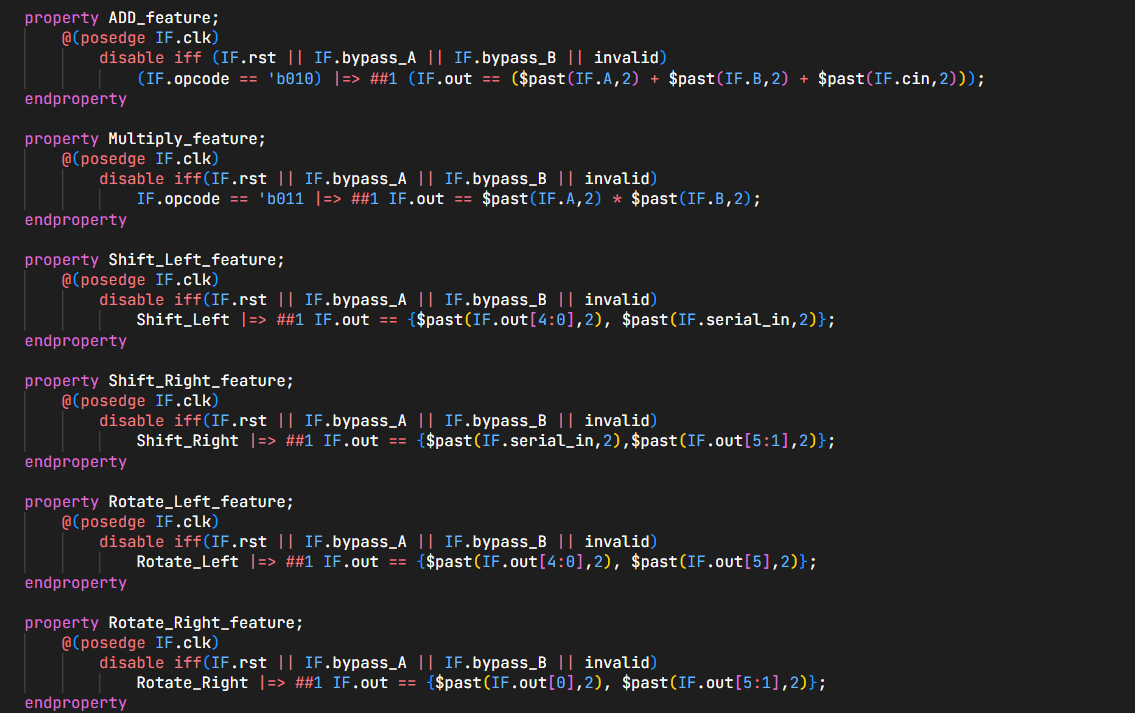 property ADD_feature;
    @(posedge IF.clk)
        disable iff (IF.rst || IF.bypass_A || IF.bypass_B || invalid)
            (IF.opcode == 'b010) |=> ##1 (IF.out == ($past(IF.A,2) + $past(IF.B,2) + $past(IF.cin,2)));
endproperty

property Multiply_feature;
    @(posedge IF.clk)
        disable iff(IF.rst || IF.bypass_A || IF.bypass_B || invalid)
            IF.opcode == 'b011 |=> ##1 IF.out == $past(IF.A,2) * $past(IF.B,2);
endproperty

property Shift_Left_feature;
    @(posedge IF.clk)
        disable iff(IF.rst || IF.bypass_A || IF.bypass_B || invalid)
            Shift_Left |=> ##1 IF.out == {$past(IF.out[4:0],2), $past(IF.serial_in,2)};
endproperty

property Shift_Right_feature;
    @(posedge IF.clk)
        disable iff(IF.rst || IF.bypass_A || IF.bypass_B || invalid)
            Shift_Right |=> ##1 IF.out == {$past(IF.serial_in,2),$past(IF.out[5:1],2)};
endproperty

property Rotate_Left_feature;
    @(posedge IF.clk)
        disable iff(IF.rst || IF.bypass_A || IF.bypass_B || invalid)
            Rotate_Left |=> ##1 IF.out == {$past(IF.out[4:0],2), $past(IF.out[5],2)};
endproperty

property Rotate_Right_feature;
    @(posedge IF.clk)
        disable iff(IF.rst || IF.bypass_A || IF.bypass_B || invalid)
            Rotate_Right |=> ##1 IF.out == {$past(IF.out[0],2), $past(IF.out[5:1],2)};
endproperty